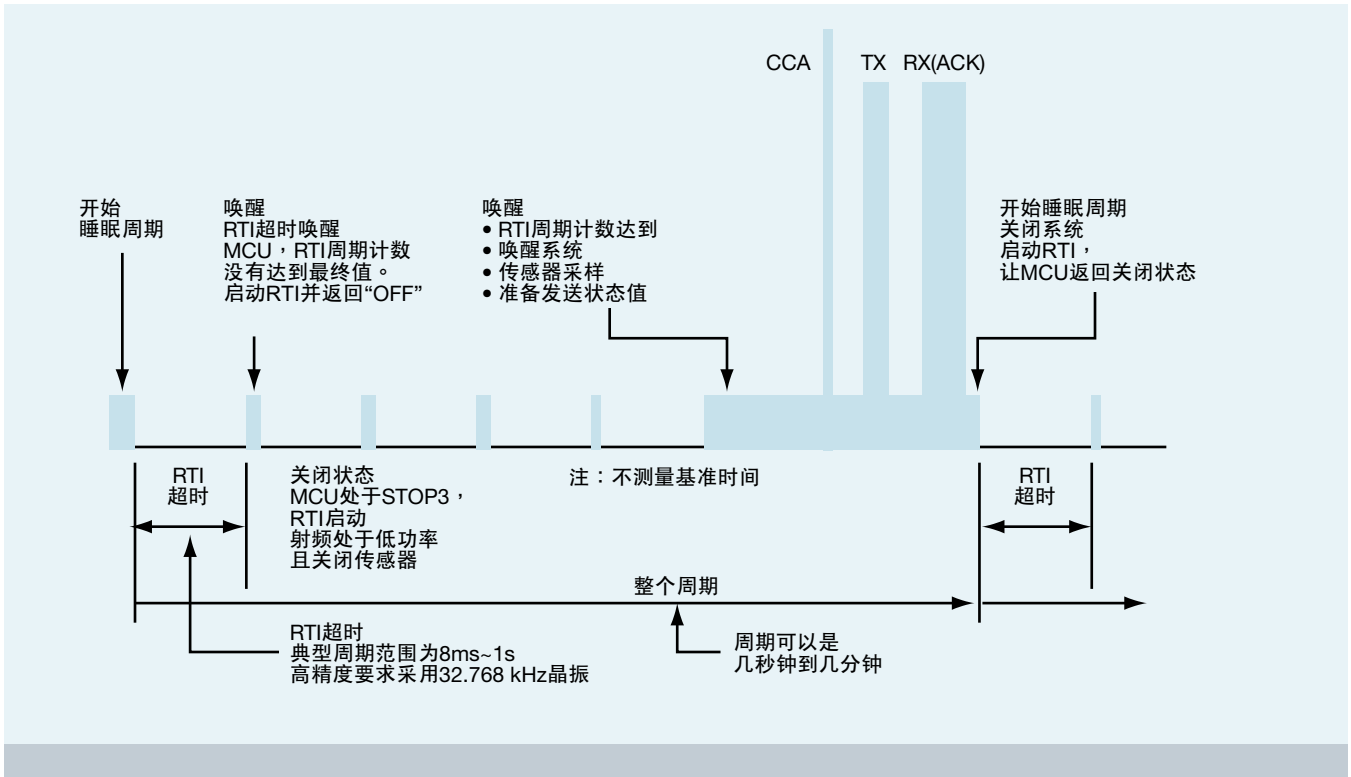 CCA
TX
RX(ACK)
开始
睡眠周期
唤醒
RTI超时唤醒
MCU，RTI周期计数
没有达到最终值。
启动RTI并返回“OFF”
唤醒
• RTI周期计数达到
• 唤醒系统
• 传感器采样
• 准备发送状态值
开始睡眠周期
关闭系统
启动RTI，
让MCU返回关闭状态
RTI
超时
关闭状态
MCU处于STOP3，
RTI启动
射频处于低功率
且关闭传感器
注：不测量基准时间
RTI
超时
整个周期
RTI超时
典型周期范围为8ms~1s
高精度要求采用32.768 kHz晶振
周期可以是
几秒钟到几分钟